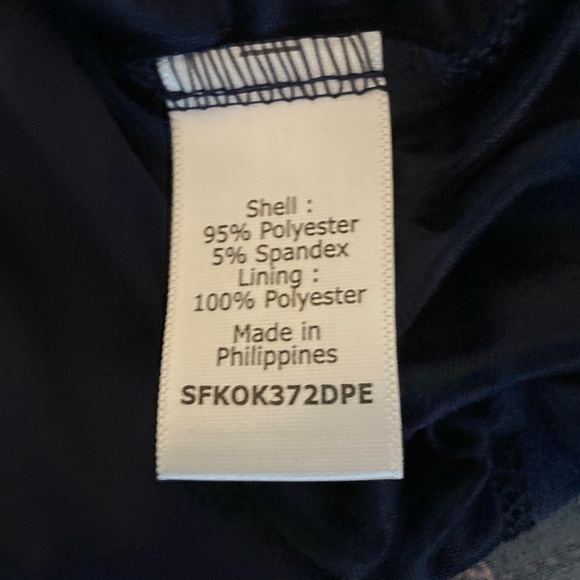 Shell :
95% Polyester
5% Spandex
Lining :
100% Polyester
Made in
Philippines
SFKOK372DPE